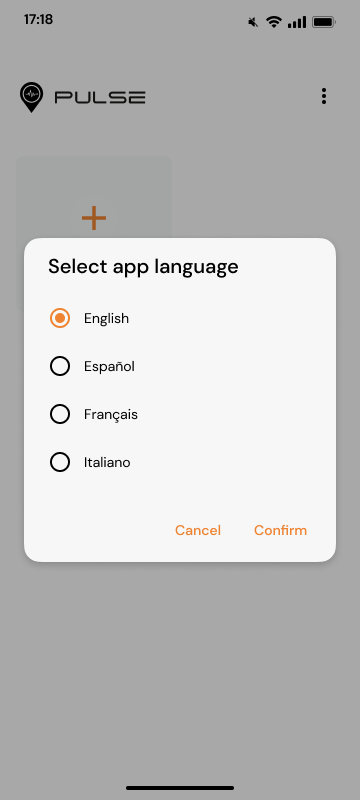 17:18
PULSE
Select app language
English
Español
Français
Italiano
Cancel Confirm